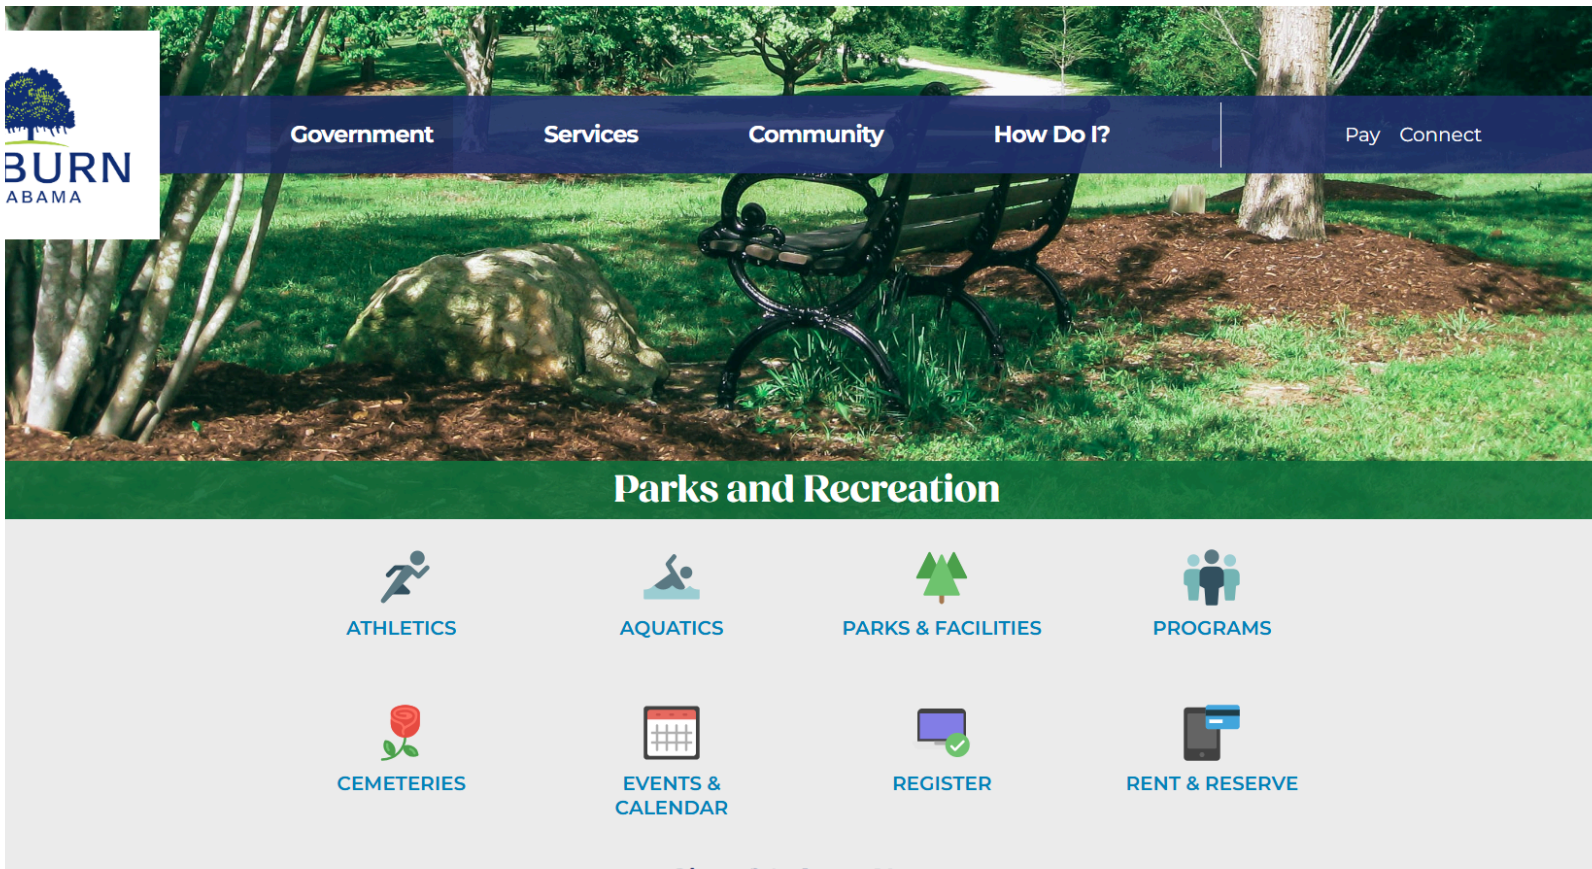 BURN
ABAMA
Government Services Community How Do I? Pay Connect
Parks and Recreation
ATHLETICS AQUATICS PARKS & FACILITIES PROGRAMS
CEMETERIES EVENTS & CALENDAR REGISTER RENT & RESERVE